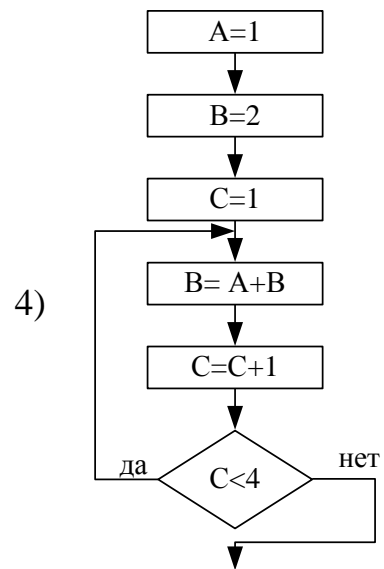 A=1
B=2
C=1
B= A+B
4)
C=C+1
да
C<4
нет